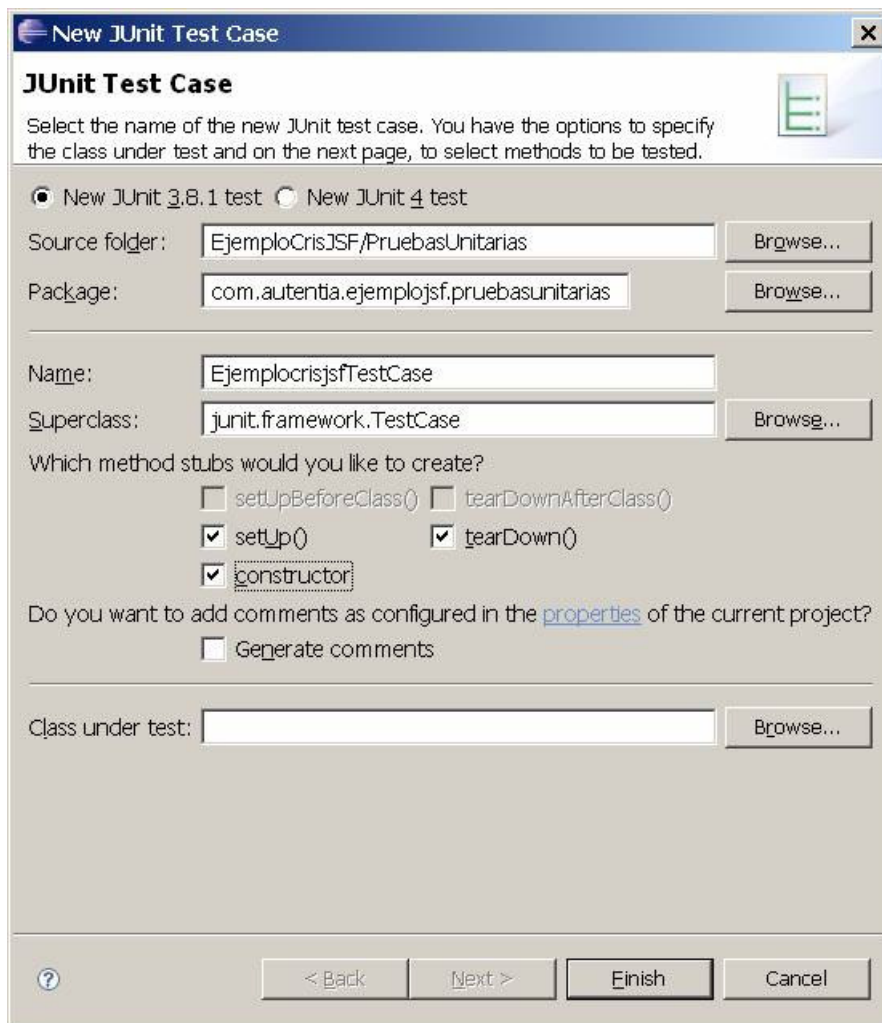 New JUnit Test Case
JUnit Test Case
Select the name of the new JUnit test case. You have the options to specify
the class under test and on the next page, to select methods to be tested.
New JUnit 3.8.1 test New JUnit 4 test
Source folder: EjemploCrisJSF/PruebasUnitarias Browse...
Package: com.autentia.ejemplojsf.pruebasunitarias Browse...
Name: EjemplocrisjsfTestCase
Superclass: junit.framework.TestCase Browse...
Which method stubs would you like to create?
setUpBeforeClass() tearDownAfterClass()
setUp() tearDown()
constructor
Do you want to add comments as configured in the properties of the current project?
Generate comments
Class under test: Browse...
? < Back Next > Finish Cancel